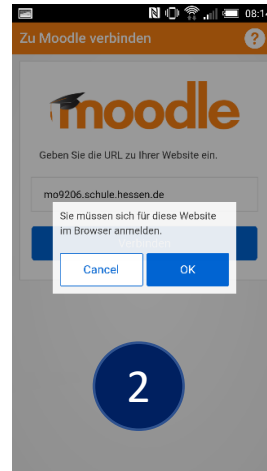 08:14
Zu Moodle verbinden
?
moodle
Geben Sie die URL zu Ihrer Website ein.
mo9206.schule.hessen.de
Sie müssen sich für diese Website
im Browser anmelden.
Verbinden
Cancel
OK
2